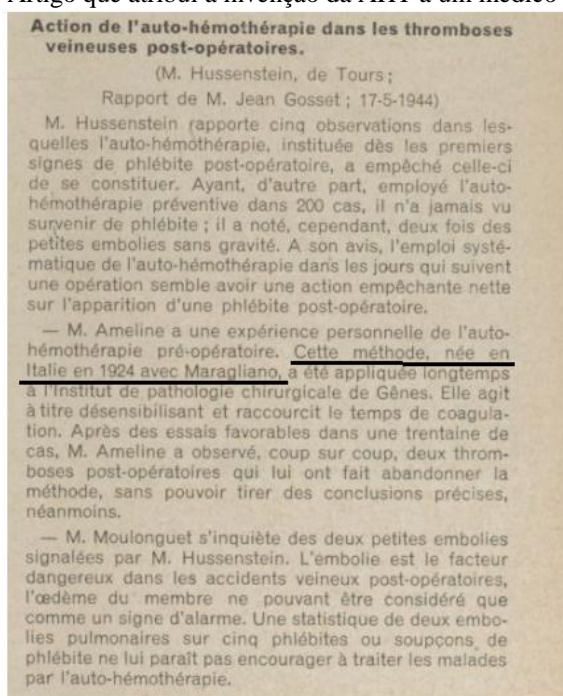 Action de l'auto-hémothérapie dans les thromboses
veineuses post-opératoires.
(M. Hussenstein, de Tours ;
Rapport de M. Jean Gosset ; 17-5-1944)
M. Hussenstein rapporte cinq observations dans les-
quelles l'auto-hémothérapie, instituée dès les premiers
signes de phlébite post-opératoire, a empêché celle-ci
de se constituer. Ayant, d'autre part, employé l'auto-
hémothérapie préventive dans 200 cas, il n'a jamais vu
survenir de phlébite ; il a noté, cependant, deux fois des
petites embolies sans gravité. A son avis, l'emploi systé-
matique de l'auto-hémothérapie dans les jours qui suivent
une opération semble avoir une action empêchante nette
sur l'apparition d'une phlébite post-opératoire.
— M. Ameline a une expérience personnelle de l'auto-
hémothérapie pré-opératoire. Cette méthode, née en
Italie en 1924 avec Maragliano, a été appliquée longtemps
à l'Institut de pathologie chirurgicale de Gênes. Elle agit
à titre désensibilisant et raccourcit le temps de coagula-
tion. Après des essais favorables dans une trentaine de
cas, M. Ameline a observé, coup sur coup, deux throm-
boses post-opératoires qui lui ont fait abandonner la
méthode, sans pouvoir tirer des conclusions précises,
néanmoins.
— M. Moulonguet s'inquiète des deux petites embolies
signalées par M. Hussenstein. L'embolie est le facteur
dangereux dans les accidents veineux post-opératoires,
l'œdème du membre ne pouvant être considéré que
comme un signe d'alarme. Une statistique de deux embo-
lies pulmonaires sur cinq phlébites ou soupçons de
phlébite ne lui paraît pas encourager à traiter les malades
par l'auto-hémothérapie.